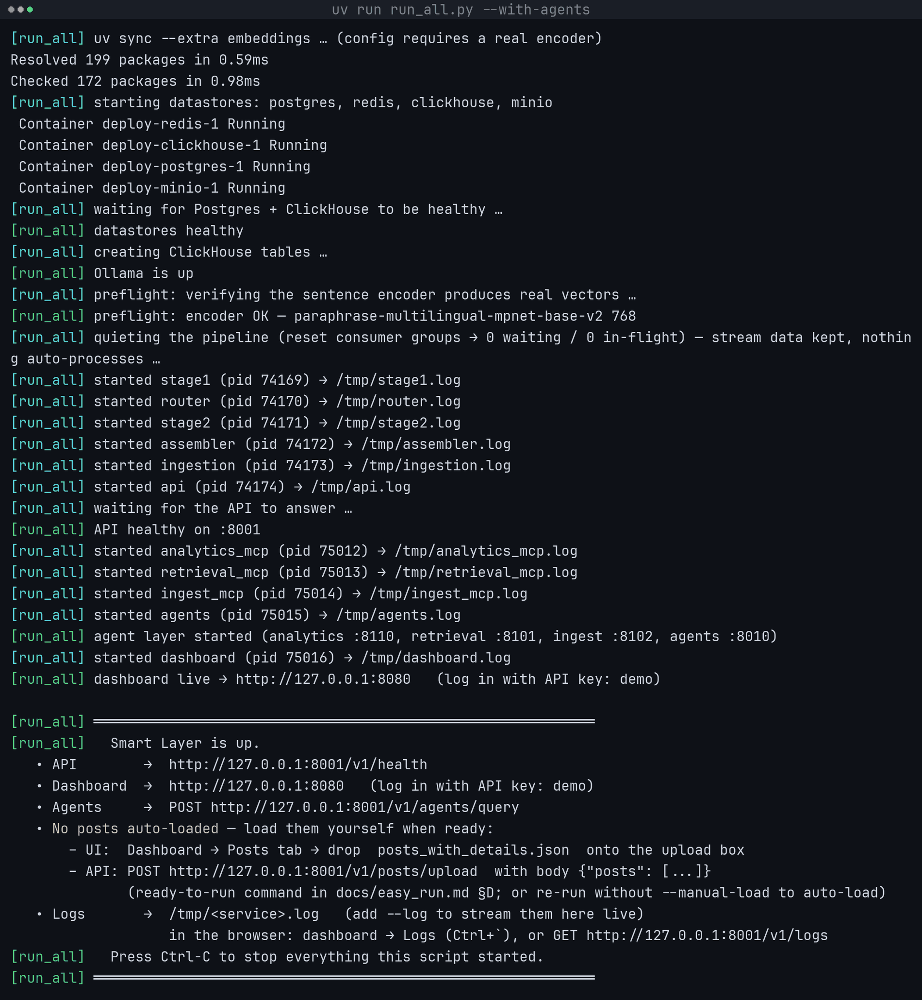 uv run run_all.py --with-agents
[run_all] uv sync --extra embeddings … (config requires a real encoder)
Resolved 199 packages in 0.59ms
Checked 172 packages in 0.98ms
[run_all] starting datastores: postgres, redis, clickhouse, minio
 Container deploy-redis-1 Running
 Container deploy-clickhouse-1 Running
 Container deploy-postgres-1 Running
 Container deploy-minio-1 Running
[run_all] waiting for Postgres + ClickHouse to be healthy …
[run_all] datastores healthy
[run_all] creating ClickHouse tables …
[run_all] Ollama is up
[run_all] preflight: verifying the sentence encoder produces real vectors …
[run_all] preflight: encoder OK — paraphrase-multilingual-mpnet-base-v2 768
[run_all] quieting the pipeline (reset consumer groups → 0 waiting / 0 in-flight) — stream data kept, nothin
g auto-processes …
[run_all] started stage1 (pid 74169) → /tmp/stage1.log
[run_all] started router (pid 74170) → /tmp/router.log
[run_all] started stage2 (pid 74171) → /tmp/stage2.log
[run_all] started assembler (pid 74172) → /tmp/assembler.log
[run_all] started ingestion (pid 74173) → /tmp/ingestion.log
[run_all] started api (pid 74174) → /tmp/api.log
[run_all] waiting for the API to answer …
[run_all] API healthy on :8001
[run_all] started analytics_mcp (pid 75012) → /tmp/analytics_mcp.log
[run_all] started retrieval_mcp (pid 75013) → /tmp/retrieval_mcp.log
[run_all] started ingest_mcp (pid 75014) → /tmp/ingest_mcp.log
[run_all] started agents (pid 75015) → /tmp/agents.log
[run_all] agent layer started (analytics :8110, retrieval :8101, ingest :8102, agents :8010)
[run_all] started dashboard (pid 75016) → /tmp/dashboard.log
[run_all] dashboard live → http://127.0.0.1:8080   (log in with API key: demo)
[run_all] ════════════════════════════════════════════════════════════
[run_all]   Smart Layer is up.
   • API        →  http://127.0.0.1:8001/v1/health
   • Dashboard  →  http://127.0.0.1:8080   (log in with API key: demo)
   • Agents     →  POST http://127.0.0.1:8001/v1/agents/query
   • No posts auto-loaded — load them yourself when ready:
       – UI:  Dashboard → Posts tab → drop  posts_with_details.json  onto the upload box
       – API: POST http://127.0.0.1:8001/v1/posts/upload  with body {"posts": [...]}
              (ready-to-run command in docs/easy_run.md §D; or re-run without --manual-load to auto-load)
   • Logs       →  /tmp/<service>.log   (add --log to stream them here live)
                   in the browser: dashboard → Logs (Ctrl+`), or GET http://127.0.0.1:8001/v1/logs
[run_all]   Press Ctrl-C to stop everything this script started.
[run_all] ════════════════════════════════════════════════════════════